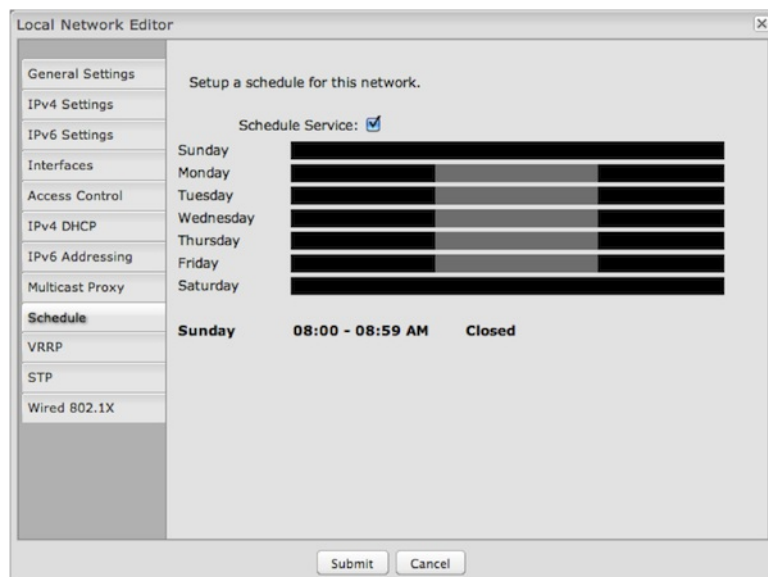 Local Network Editor
General Settings
IPv4 Settings
IPv6 Settings
Interfaces
Access Control
IPv4 DHCP
IPv6 Addressing
Multicast Proxy
Schedule
VRRP
STP
Wired 802.1X
Setup a schedule for this network.
Schedule Service:
Sunday
Monday
Tuesday
Wednesday
Thursday
Friday
Saturday
Sunday 08:00 - 08:59 AM Closed
Submit Cancel